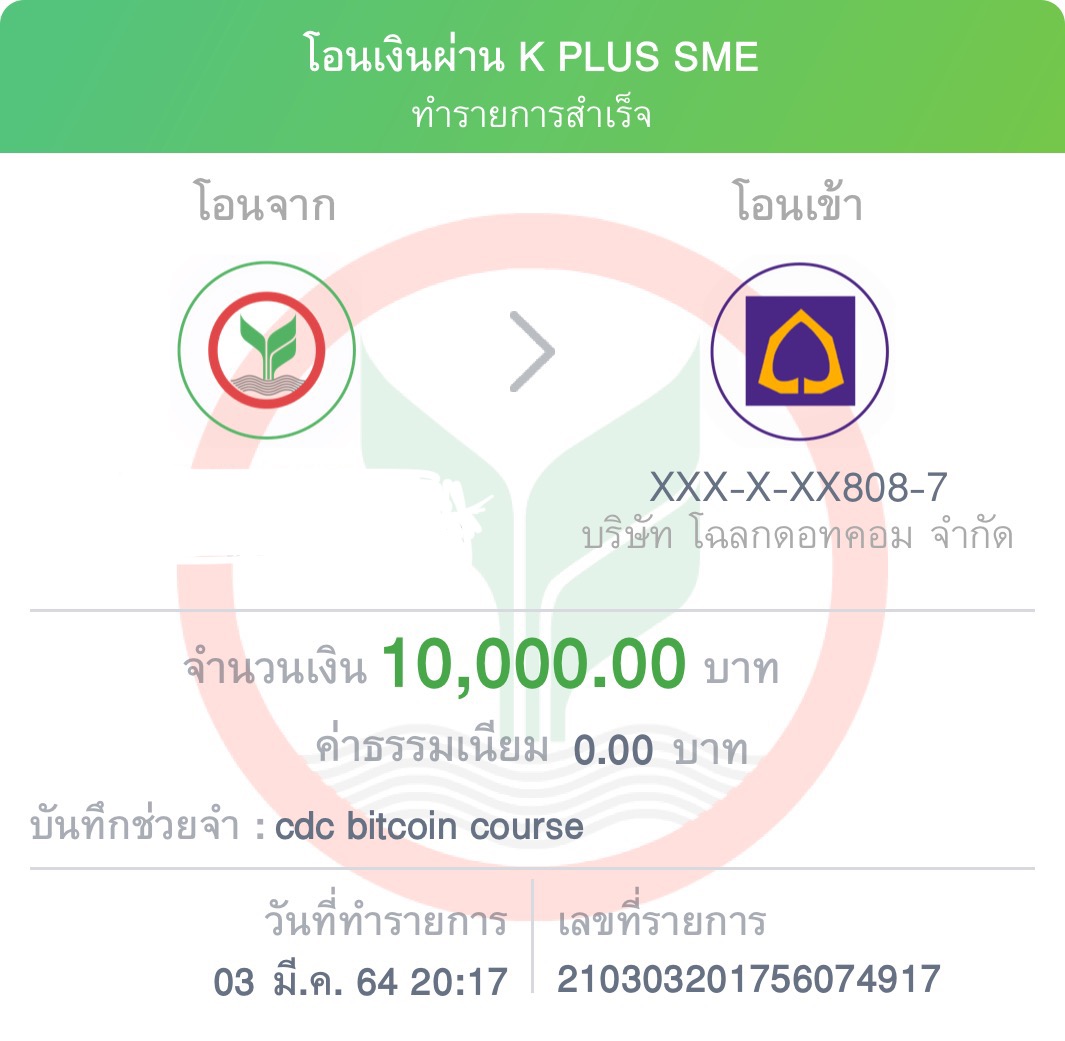 โอนเงินผ่าน K PLUS SME
ทำรายการสำเร็จ
โอนจาก
โอนเข้า
XXX-X-XX808-7
บริษัท โฉลกดอทคอม จำกัด
จำนวนเงิน 10,000.00 บาท
ค่าธรรมเนียม 0.00 บาท
บันทึกช่วยจำ : cdc bitcoin course
วันที่ทำรายการ
03 มี.ค. 64 20:17
เลขที่รายการ
210303201756074917